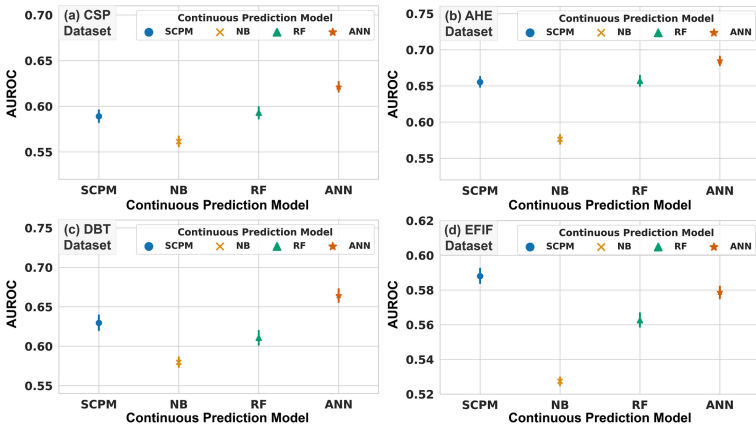 (a) CSP
Dataset
Continuous Prediction Model
SCPM NB RF ANN
AUROC
0.70
0.65
0.60
0.55
SCPM NB RF ANN
Continuous Prediction Model
(b) AHE
Dataset
Continuous Prediction Model
SCPM NB RF ANN
AUROC
0.75
0.70
0.65
0.60
0.55
SCPM NB RF ANN
Continuous Prediction Model
(c) DBT
Dataset
Continuous Prediction Model
SCPM NB RF ANN
AUROC
0.75
0.70
0.65
0.60
0.55
SCPM NB RF ANN
Continuous Prediction Model
(d) EFIF
Dataset
Continuous Prediction Model
SCPM NB RF ANN
AUROC
0.62
0.60
0.58
0.56
0.54
0.52
SCPM NB RF ANN
Continuous Prediction Model